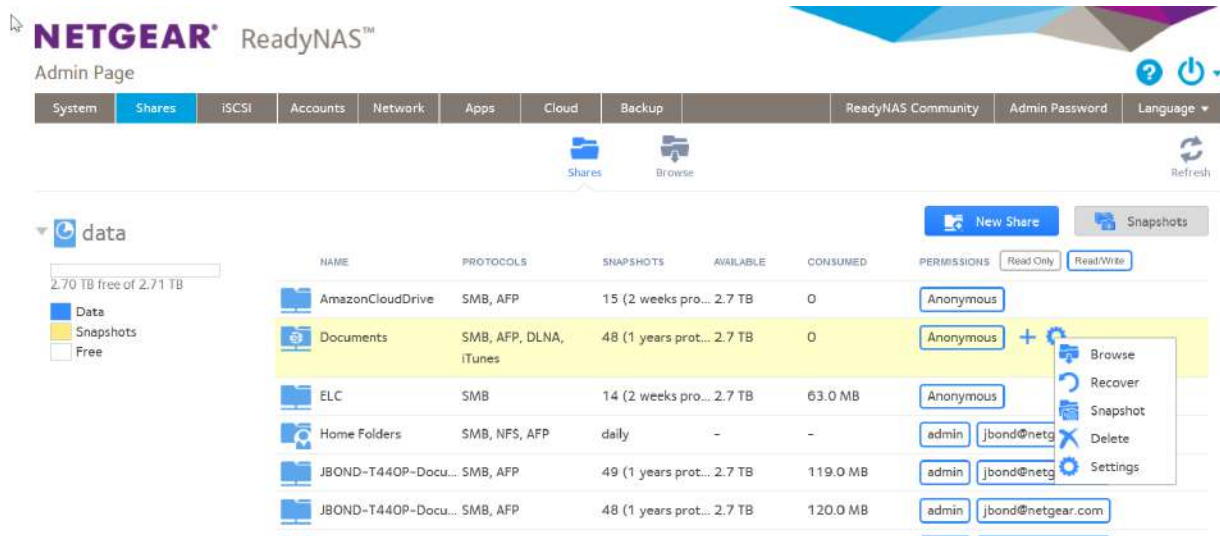 NETGEAR® ReadyNAS™
Admin Page
System Shares iSCSI Accounts Network Apps Cloud Backup ReadyNAS Community Admin Password Language
Shares Browse Refresh
data
New Share Snapshots
2.70 TB free of 2.71 TB
Data
Snapshots
Free
NAME PROTOCOLS SNAPSHOTS AVAILABLE CONSUMED PERMISSIONS Read Only Read/Write
AmazonCloudDrive SMB, AFP 15 (2 weeks pro... 2.7 TB 0 Anonymous
Documents SMB, AFP, DLNA, 48 (1 years prot... 2.7 TB 0 Anonymous
iTunes
ELC SMB 14 (2 weeks pro... 2.7 TB 63.0 MB Anonymous
Home Folders SMB, NFS, AFP daily - - admin jbond@netg
JBOND-T440P-Docu... SMB, AFP 49 (1 years prot... 2.7 TB 119.0 MB admin jbond@netg
JBOND-T440P-Docu... SMB, AFP 48 (1 years prot... 2.7 TB 120.0 MB admin jbond@netgear.com
Browse
Recover
Snapshot
Delete
Settings